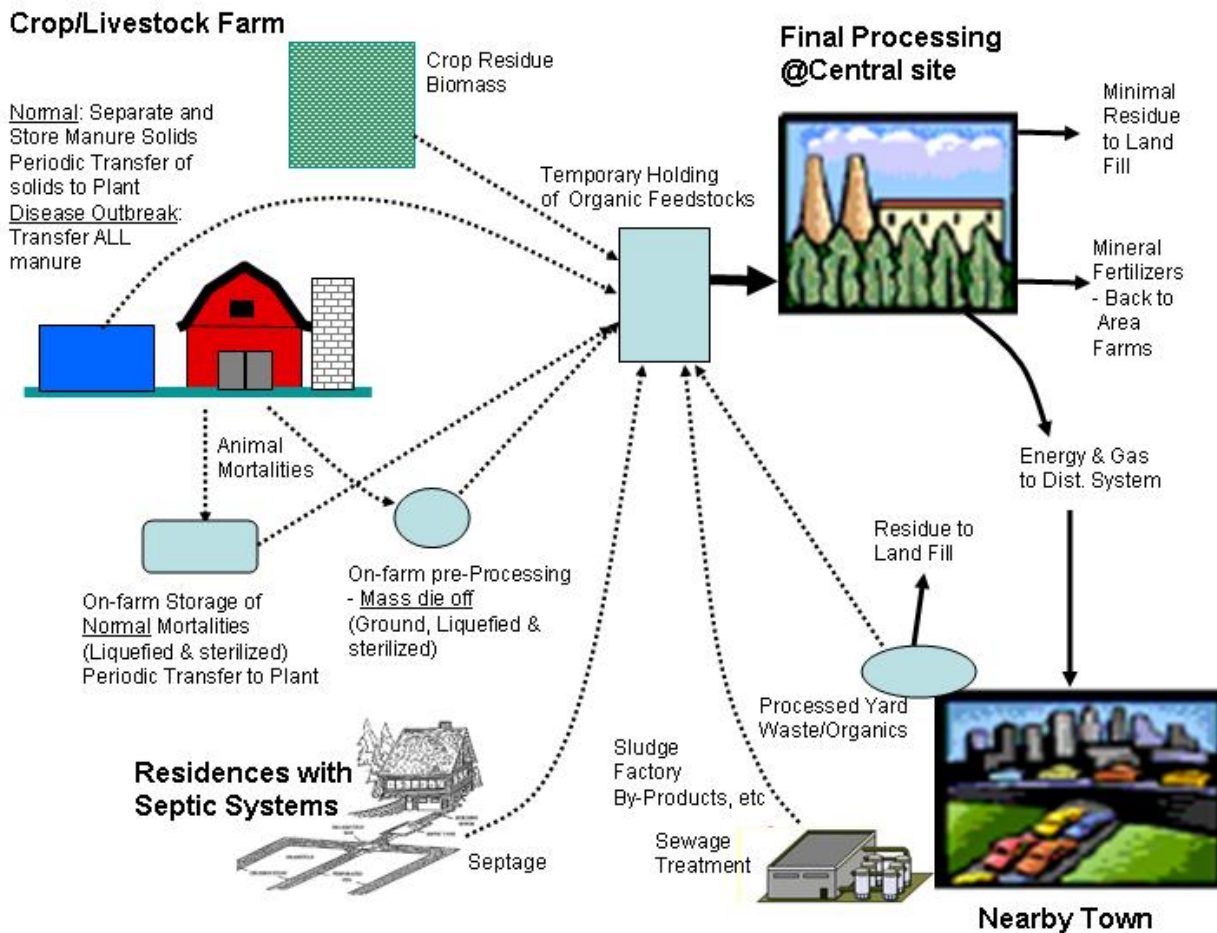 Crop/Livestock Farm
Normal: Separate and
Store Manure Solids
Periodic Transfer of
solids to Plant
Disease Outbreak:
Transfer ALL
manure
Crop Residue
Biomass
Final Processing
@Central site
Minimal
Residue
to Land
Fill
Temporary Holding
of Organic Feedstocks
Mineral
Fertilizers
- Back to
Area
Farms
Animal
Mortalities
Energy & Gas
to Dist. System
Residue to
Land Fill
On-farm Storage of
Normal Mortalities
(Liquefied & sterilized)
Periodic Transfer to Plant
On-farm pre-Processing
- Mass die off
(Ground, Liquefied &
sterilized)
Processed Yard
Waste/Organics
Residences with
Septic Systems
Septage
Sludge
Factory
By-Products, etc
Sewage
Treatment
Nearby Town